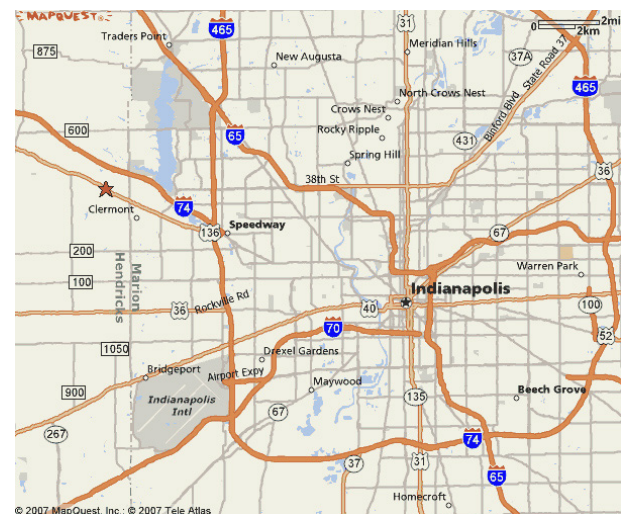 MAPQUEST.
Traders Point
465
31
2mi
0
2km
875
New Augusta
Meridian Hills
37A
State Road 37
Binford Blvd
465
North Crows Nest
Crows Nest
600
65
Rocky Ripple
431
Spring Hill
36
38th St
Clermont
74
136
Speedway
67
200
100
Marion
Hendricks
Warren Park
Indianapolis
36
Rockville Rd
40
100
70
52
1050
Drexel Gardens
Bridgeport
Airport Expy
Maywood
900
Indianapolis
Intl
135
Beech Grove
67
267
74
37
31
65
Homecroft
© 2007 MapQuest, Inc.; © 2007 Tele Atlas